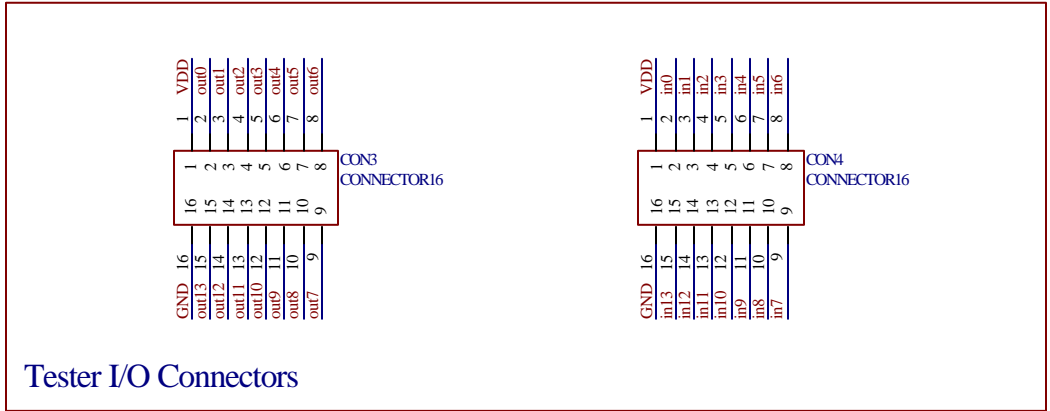 VDD out0 out1 out2 out3 out4 out5 out6
1 2 3 4 5 6 7 8
1 2 3 4 5 6 7 8
CON3
CONNECTOR16
16 15 14 13 12 11 10 9
16 15 14 13 12 11 10 9
GND out13 out12 out11 out10 out9 out8 out7
VDD in0 in1 in2 in3 in4 in5 in6
1 2 3 4 5 6 7 8
1 2 3 4 5 6 7 8
CON4
CONNECTOR16
16 15 14 13 12 11 10 9
16 15 14 13 12 11 10 9
GND in13 in12 in11 in10 in9 in8 in7
Tester I/O Connectors